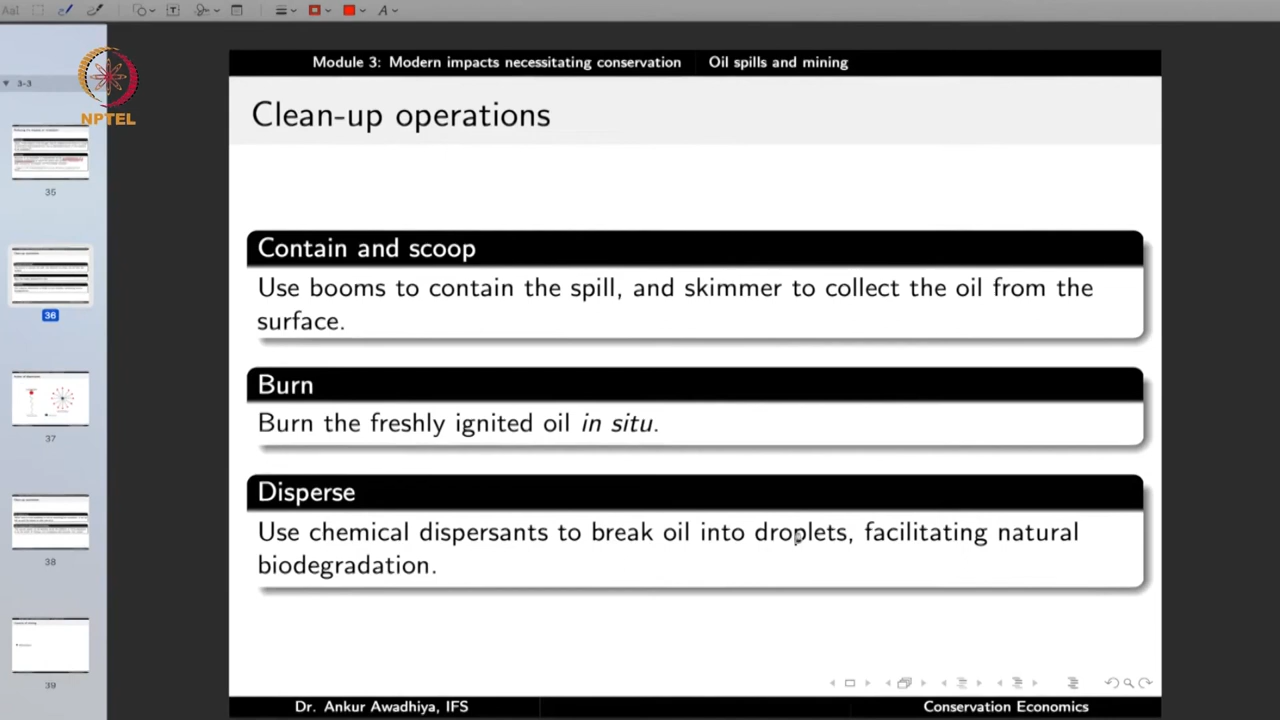 Module 3: Modern impacts necessitating conservation Oil spills and mining
3-3
NPTEL
Clean-up operations
Contain and scoop
Use booms to contain the spill, and skimmer to collect the oil from the
surface.
Burn
Burn the freshly ignited oil in situ.
Disperse
Use chemical dispersants to break oil into droplets, facilitating natural
biodegradation.
35
36
37
38
39
Dr. Ankur Awadhiya, IFS Conservation Economics